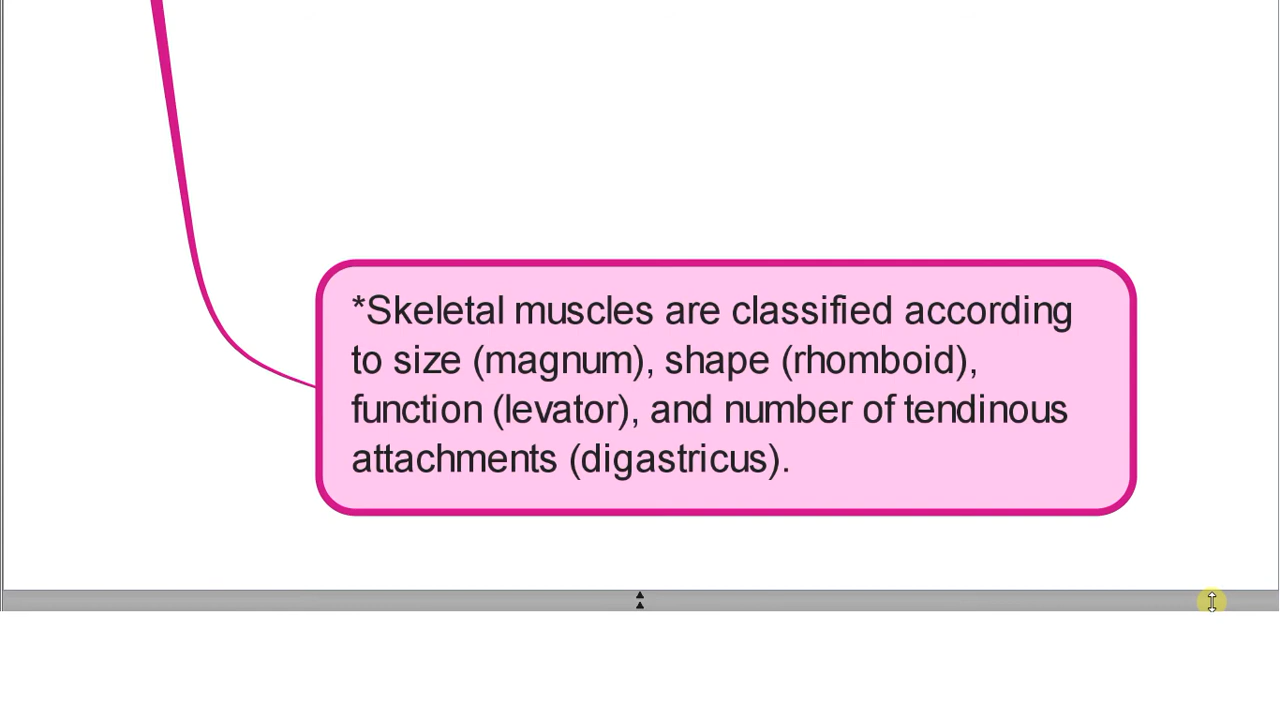 *Skeletal muscles are classified according
to size (magnum), shape (rhomboid),
function (levator), and number of tendinous
attachments (digastricus).